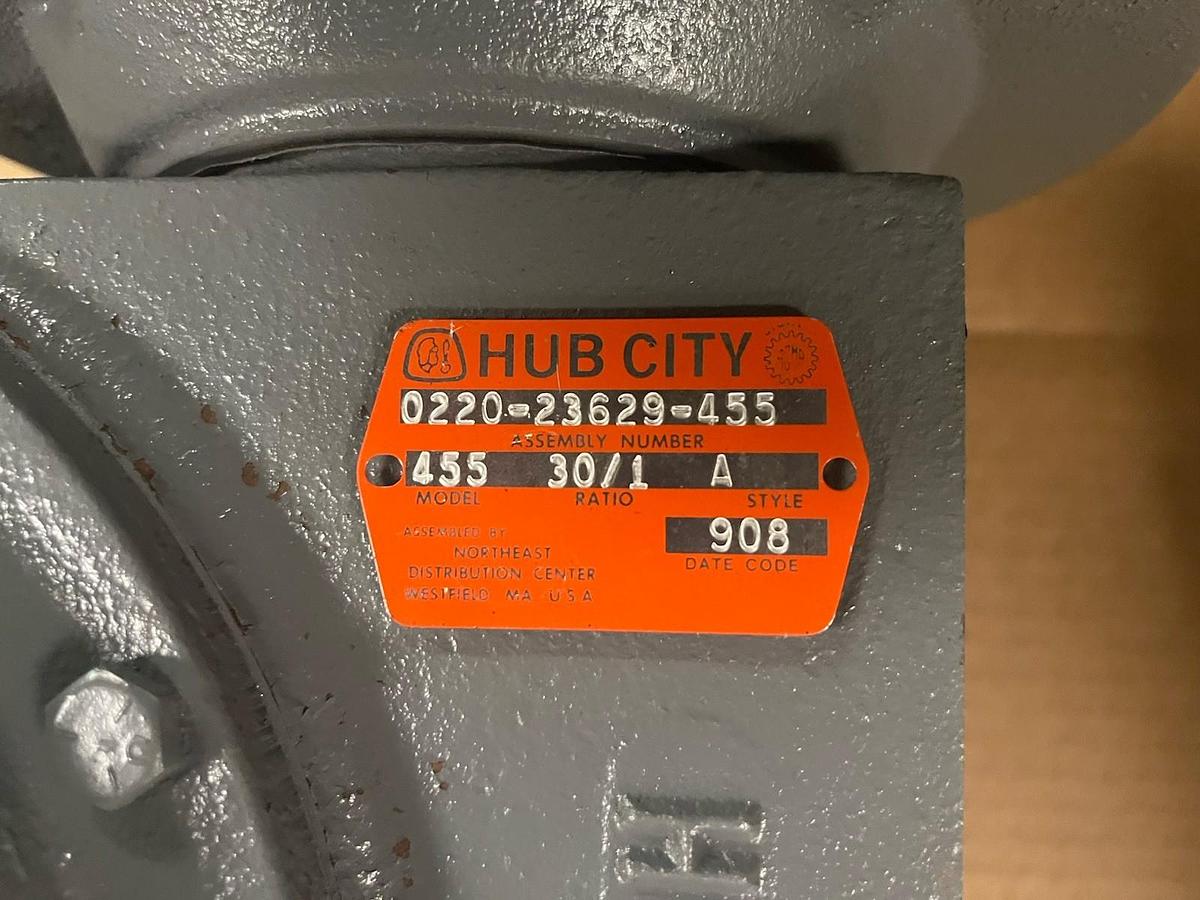 HUB CITY
0220-23629-455
ASSEMBLY NUMBER
455 30/1 A
MODEL RATIO STYLE
908
DATE CODE
ASSEMBLED BY
NORTHEAST
DISTRIBUTION CENTER
WESTFIELD MA U S A
H